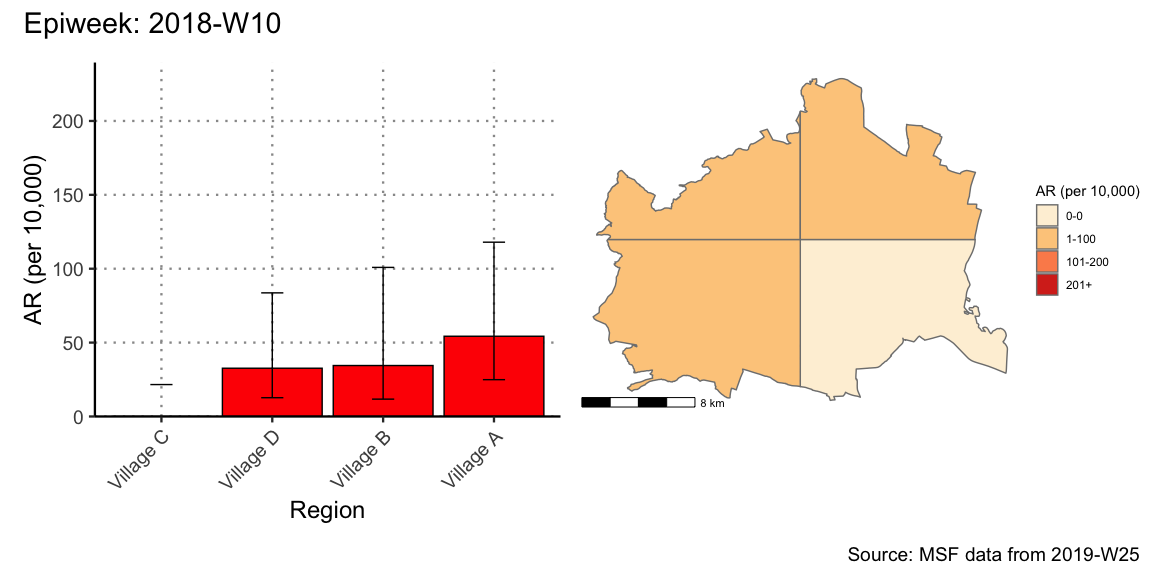 Epiweek: 2018-W10
AR (per 10,000)
200
150
100
50
0
Village C
Village D
Village B
Village A
Region
8 km
AR (per 10,000)
0-0
1-100
101-200
201+
Source: MSF data from 2019-W25